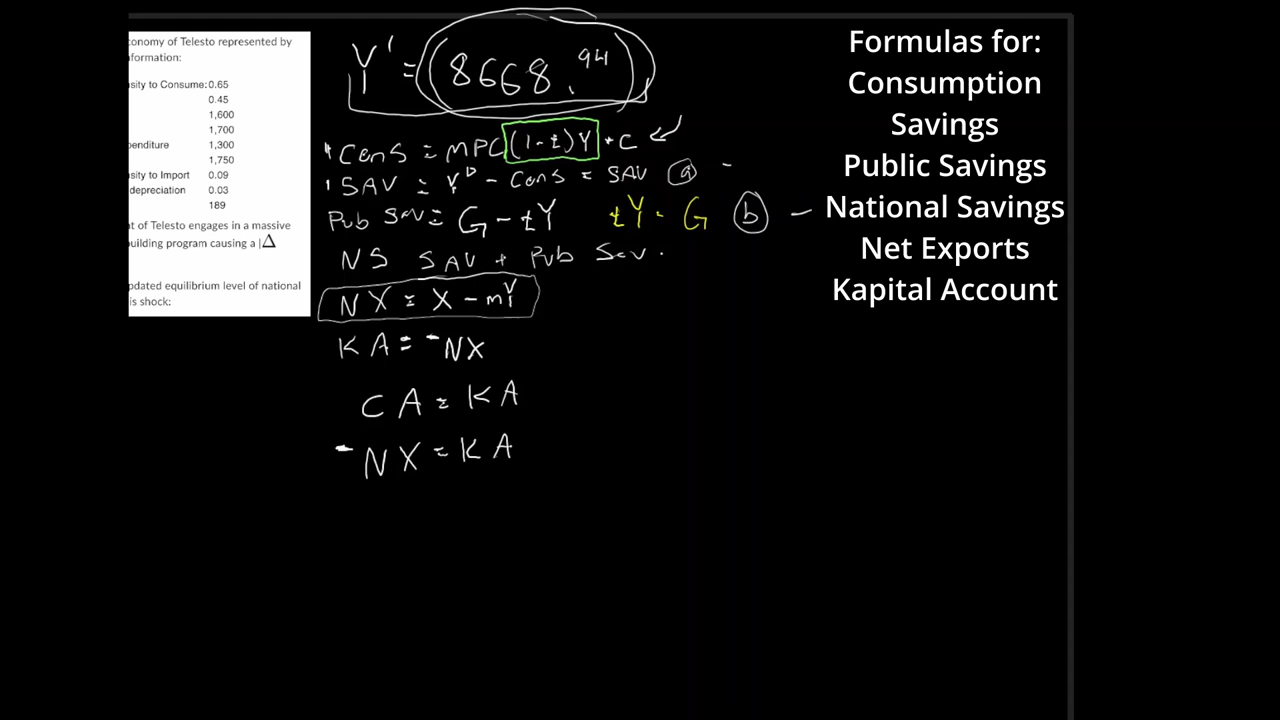 conomy of Telesto represented by
formation:
sity to Consume: 0.65
0.45
1,600
1,700
penditure 1,300
1,750
sity to Import 0.09
depreciation 0.03
189
t of Telesto engages in a massive
uilding program causing a |Δ
pdated equilibrium level of national
is shock:
Y' = (8668.94)
Cons = MPC(1-t)Y + C
SAV = Y^D - Cons = SAV a -
Pub Sav = G - tY tY - G b -
NS SAV + Pub Sav.
NX = X - mY
KA = -NX
CA = KA
-NX = KA
Formulas for:
Consumption
Savings
Public Savings
National Savings
Net Exports
Kapital Account